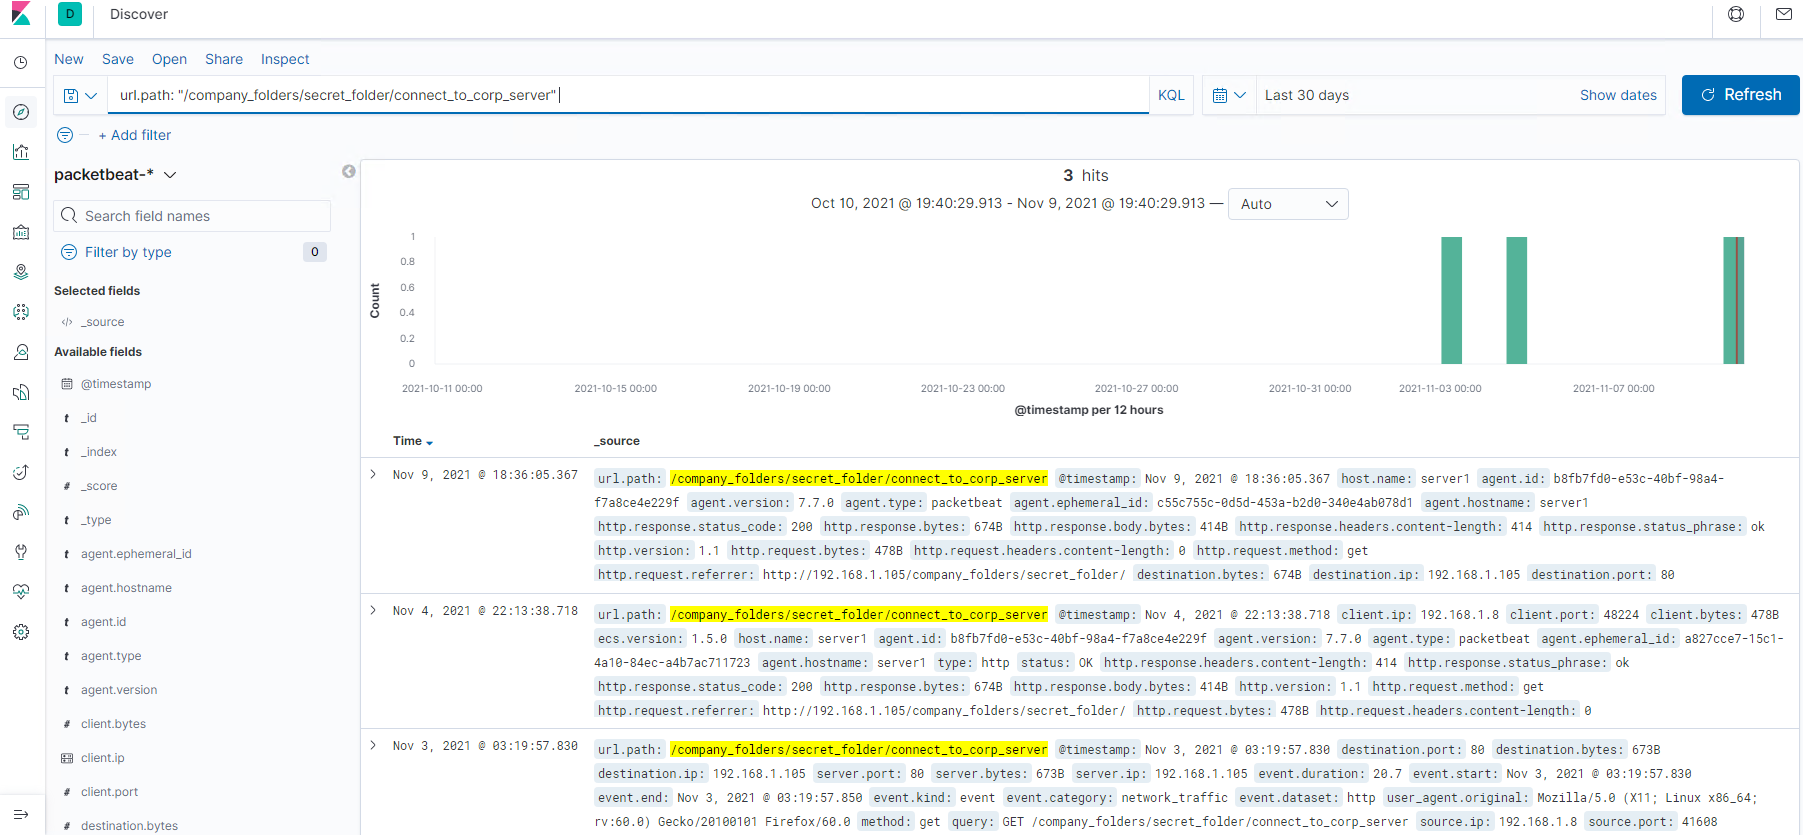 D Discover
New Save Open Share Inspect
url.path: "/company_folders/secret_folder/connect_to_corp_server" KQL Last 30 days Show dates Refresh
+ Add filter
packetbeat-*
Search field names
Filter by type 0
Selected fields
_source
Available fields
@timestamp
t _id
t _index
# _score
t _type
t agent.ephemeral_id
t agent.hostname
t agent.id
t agent.type
t agent.version
# client.bytes
client.ip
# client.port
# destination.bytes
3 hits
Oct 10, 2021 @ 19:40:29.913 - Nov 9, 2021 @ 19:40:29.913 — Auto
Count
1
0.8
0.6
0.4
0.2
0
2021-10-11 00:00 2021-10-15 00:00 2021-10-19 00:00 2021-10-23 00:00 2021-10-27 00:00 2021-10-31 00:00 2021-11-03 00:00 2021-11-07 00:00
@timestamp per 12 hours
Time _source
Nov 9, 2021 @ 18:36:05.367 url.path: /company_folders/secret_folder/connect_to_corp_server @timestamp: Nov 9, 2021 @ 18:36:05.367 host.name: server1 agent.id: b8fb7fd0-e53c-40bf-98a4-
f7a8ce4e229f agent.version: 7.7.0 agent.type: packetbeat agent.ephemeral_id: c55c755c-0d5d-453a-b2d0-340e4ab078d1 agent.hostname: server1
http.response.status_code: 200 http.response.bytes: 674B http.response.body.bytes: 414B http.response.headers.content-length: 414 http.response.status_phrase: ok
http.version: 1.1 http.request.bytes: 478B http.request.headers.content-length: 0 http.request.method: get
http.request.referrer: http://192.168.1.105/company_folders/secret_folder/ destination.bytes: 674B destination.ip: 192.168.1.105 destination.port: 80
Nov 4, 2021 @ 22:13:38.718 url.path: /company_folders/secret_folder/connect_to_corp_server @timestamp: Nov 4, 2021 @ 22:13:38.718 client.ip: 192.168.1.8 client.port: 48224 client.bytes: 478B
ecs.version: 1.5.0 host.name: server1 agent.id: b8fb7fd0-e53c-40bf-98a4-f7a8ce4e229f agent.version: 7.7.0 agent.type: packetbeat agent.ephemeral_id: a827cce7-15c1-
4a10-84ec-a4b7ac711723 agent.hostname: server1 type: http status: OK http.response.headers.content-length: 414 http.response.status_phrase: ok
http.response.status_code: 200 http.response.bytes: 674B http.response.body.bytes: 414B http.version: 1.1 http.request.method: get
http.request.referrer: http://192.168.1.105/company_folders/secret_folder/ http.request.bytes: 478B http.request.headers.content-length: 0
Nov 3, 2021 @ 03:19:57.830 url.path: /company_folders/secret_folder/connect_to_corp_server @timestamp: Nov 3, 2021 @ 03:19:57.830 destination.port: 80 destination.bytes: 673B
destination.ip: 192.168.1.105 server.port: 80 server.bytes: 673B server.ip: 192.168.1.105 event.duration: 20.7 event.start: Nov 3, 2021 @ 03:19:57.830
event.end: Nov 3, 2021 @ 03:19:57.850 event.kind: event event.category: network_traffic event.dataset: http user_agent.original: Mozilla/5.0 (X11; Linux x86_64;
rv:60.0) Gecko/20100101 Firefox/60.0 method: get query: GET /company_folders/secret_folder/connect_to_corp_server source.ip: 192.168.1.8 source.port: 41608